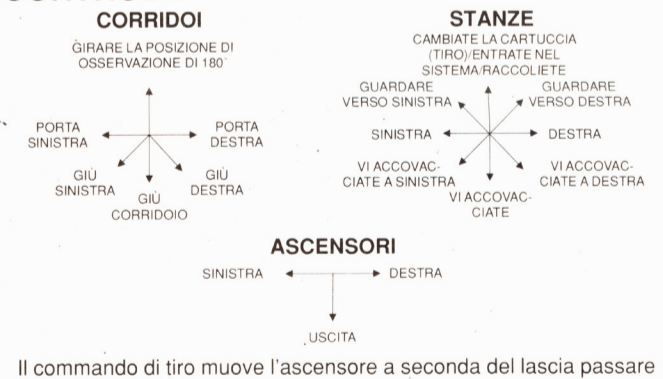 CORRIDOI
GIRARE LA POSIZIONE DI
OSSERVAZIONE DI 180°
PORTA
SINISTRA
PORTA
DESTRA
GIÙ
SINISTRA
GIÙ
CORRIDOIO
GIÙ
DESTRA
STANZE
CAMBIATE LA CARTUCCIA
(TIRO)/ENTRATE NEL
SISTEMA/RACCOLIETE
GUARDARE
VERSO SINISTRA
GUARDARE
VERSO DESTRA
SINISTRA
DESTRA
VI ACCOVAC-
CIATE A SINISTRA
VI ACCOVAC-
CIATE
VI ACCOVAC-
CIATE A DESTRA
ASCENSORI
SINISTRA
DESTRA
USCITA
Il commando di tiro muove l'ascensore a seconda del lascia passare